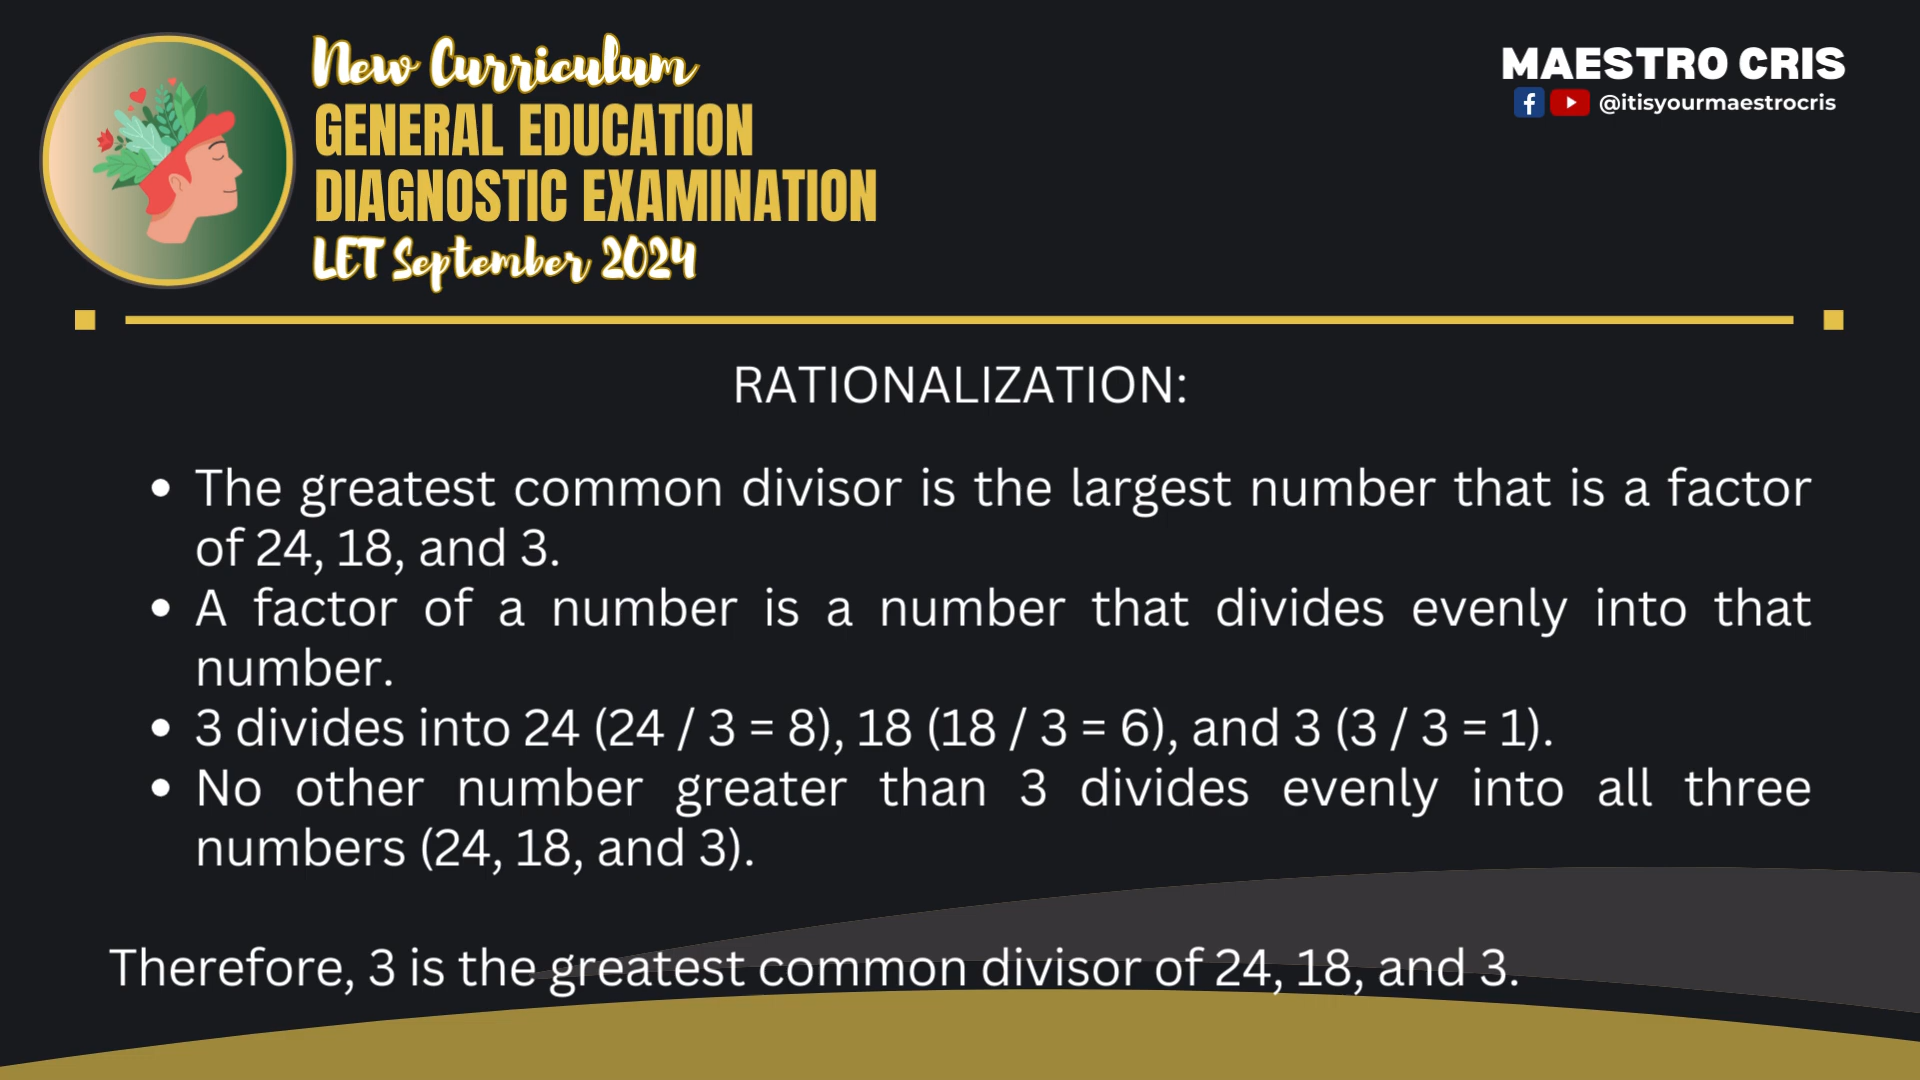 New Curriculum
GENERAL EDUCATION
DIAGNOSTIC EXAMINATION
LET September 2024
MAESTRO CRIS
@itisyourmaestrocris
RATIONALIZATION:
• The greatest common divisor is the largest number that is a factor
of 24, 18, and 3.
• A factor of a number is a number that divides evenly into that
number.
• 3 divides into 24 (24 / 3 = 8), 18 (18 / 3 = 6), and 3 (3 / 3 = 1).
• No other number greater than 3 divides evenly into all three
numbers (24, 18, and 3).
Therefore, 3 is the greatest common divisor of 24, 18, and 3.